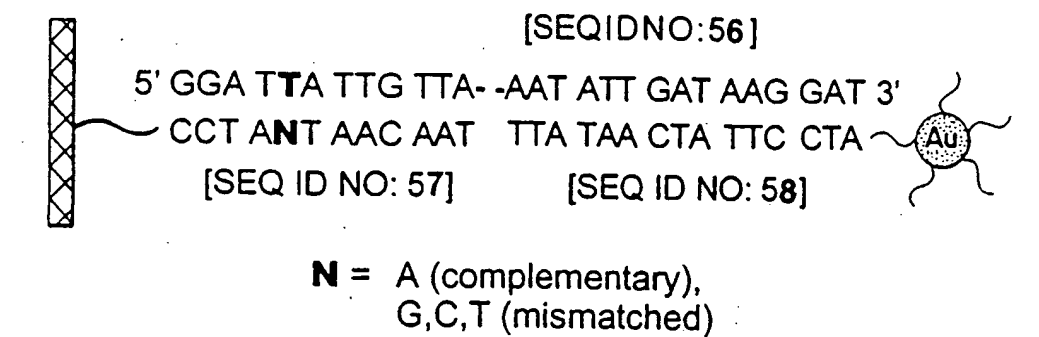 [SEQIDNO:56]
5' GGA TTA TTG TTA- -AAT ATT GAT AAG GAT 3'
CCT ANT AAC AAT TTA TAA CTA TTC CTA Au
[SEQ ID NO: 57] [SEQ ID NO: 58]
N = A (complementary),
G,C,T (mismatched)